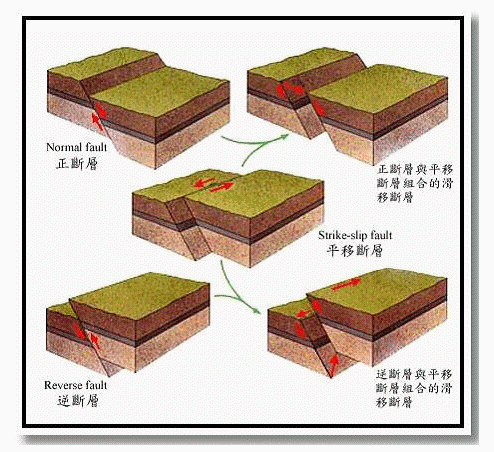 Normal fault
正斷層
正斷層與平移
斷層組合的滑
移斷層
Strike-slip fault
平移斷層
Reverse fault
逆斷層
逆斷層與平移
斷層組合的滑
移斷層